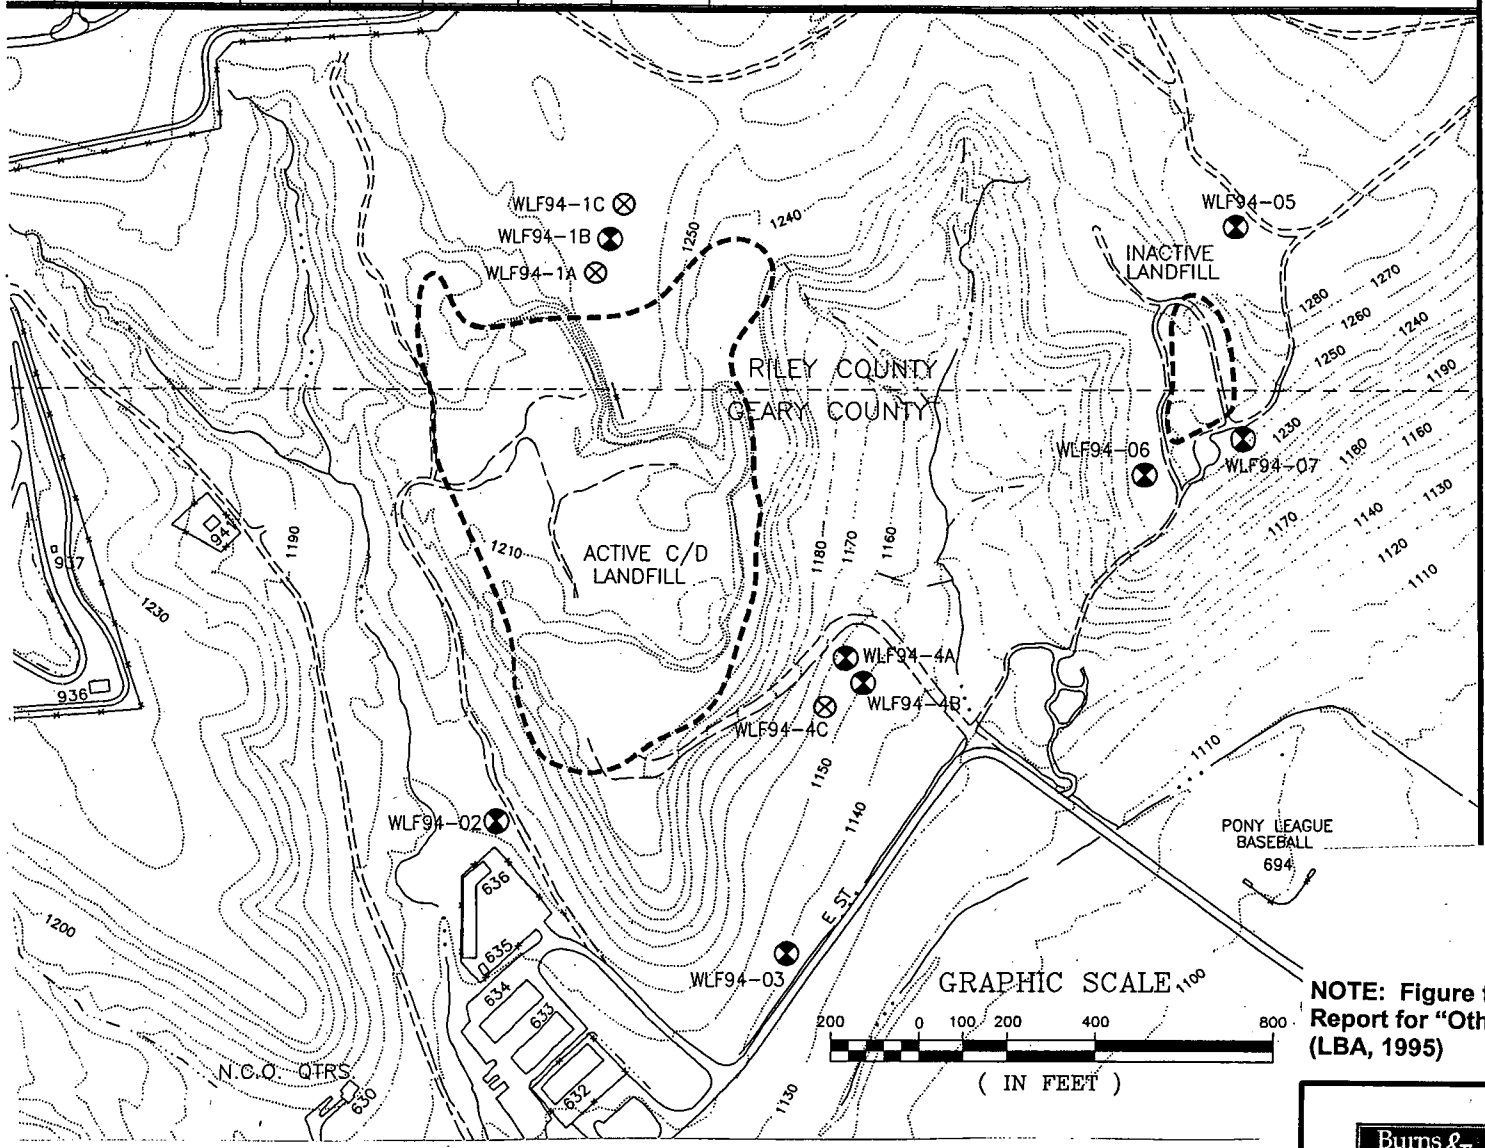 WLF94-1C
WLF94-1B
WLF94-1A
1250
1240
WLF94-05
INACTIVE
LANDFILL
1280
1270
1260
1240
1250
1190
RILEY COUNTY
GEARY COUNTY
WLF94-06
WLF94-07
1230
1180
1160
1170
1140
1130
1120
1110
1190
941
937
1230
936
1210
ACTIVE C/D
LANDFILL
1180
1170
1160
WLF94-4A
WLF94-4B
WLF94-4C
1150
1140
1110
PONY LEAGUE
BASEBALL
694
WLF94-02
636
635
634
633
632
1200
N.C.O. QTRS.
630
WLF94-03
E ST.
1130
1100
GRAPHIC SCALE
200 0 100 200 400 800
( IN FEET )
NOTE: Figure
Report for “Oth
(LBA, 1995)
Burns &